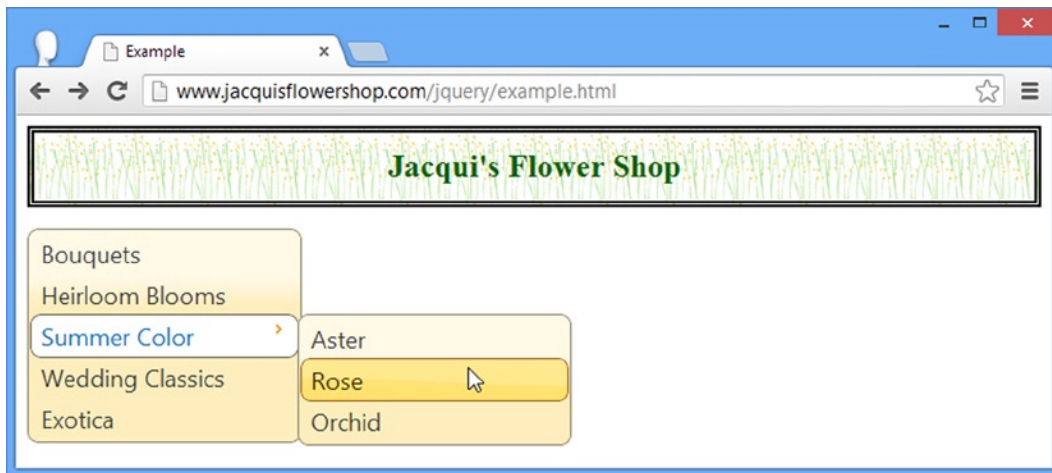 Example
www.jacquisflowershop.com/jquery/example.html
Jacqui's Flower Shop
Bouquets
Heirloom Blooms
Summer Color
Wedding Classics
Exotica
Aster
Rose
Orchid